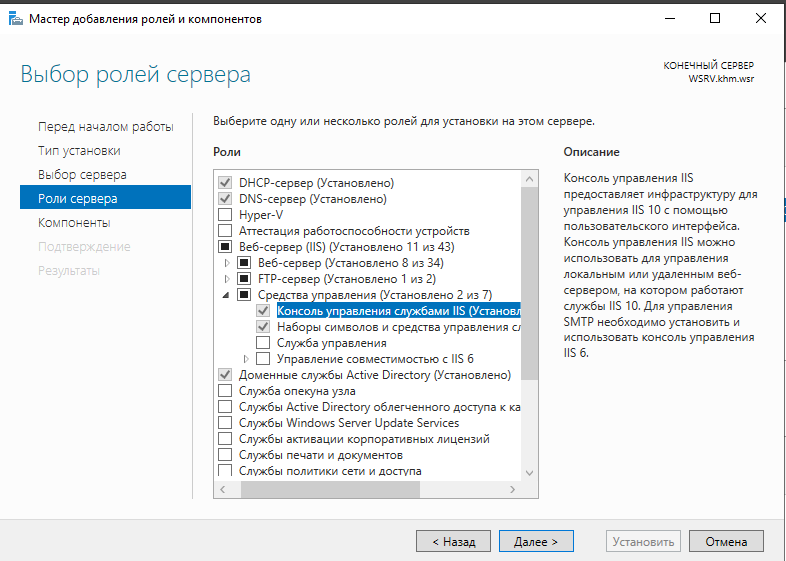 Мастер добавления ролей и компонентов
Выбор ролей сервера
КОНЕЧНЫЙ СЕРВЕР
WSRV.khm.wsr
Перед началом работы
Тип установки
Выбор сервера
Роли сервера
Компоненты
Подтверждение
Результаты
Выберите одну или несколько ролей для установки на этом сервере.
Роли
DHCP-сервер (Установлено)
DNS-сервер (Установлено)
Hyper-V
Аттестация работоспособности устройств
Веб-сервер (IIS) (Установлено 11 из 43)
Веб-сервер (Установлено 8 из 34)
FTP-сервер (Установлено 1 из 2)
Средства управления (Установлено 2 из 7)
Консоль управления службами IIS (Установл
Наборы символов и средства управления сл
Служба управления
Управление совместимостью с IIS 6
Доменные службы Active Directory (Установлено)
Служба опекуна узла
Службы Active Directory облегченного доступа к ка
Службы Windows Server Update Services
Службы активации корпоративных лицензий
Службы печати и документов
Службы политики сети и доступа
Описание
Консоль управления IIS
предоставляет инфраструктуру для
управления IIS 10 с помощью
пользовательского интерфейса.
Консоль управления IIS можно
использовать для управления
локальным или удаленным веб-
сервером, на котором работают
службы IIS 10. Для управления
SMTP необходимо установить и
использовать консоль управления
IIS 6.
< Назад
Далее >
Установить
Отмена